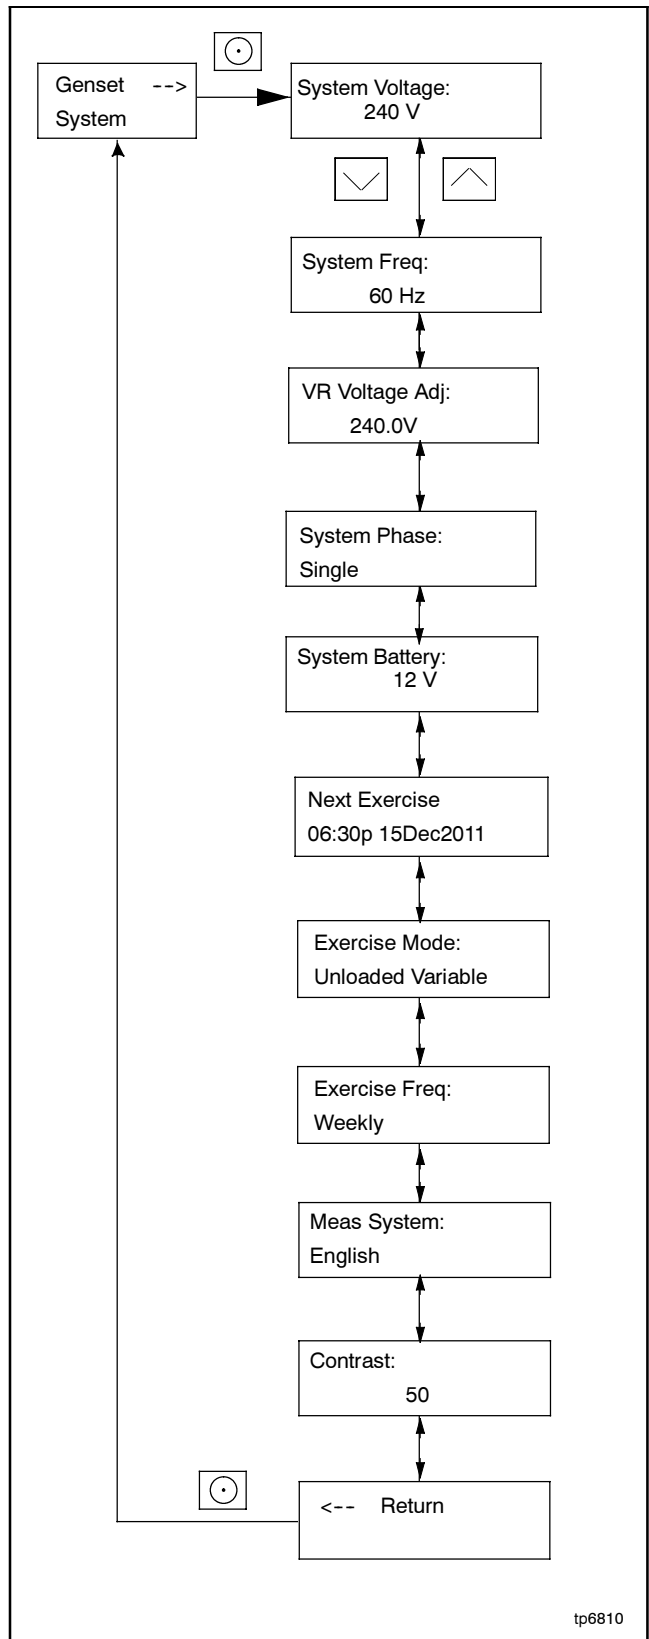 Genset -->
System
System Voltage:
240 V
System Freq:
60 Hz
VR Voltage Adj:
240.0V
System Phase:
Single
System Battery:
12 V
Next Exercise
06:30p 15Dec2011
Exercise Mode:
Unloaded Variable
Exercise Freq:
Weekly
Meas System:
English
Contrast:
50
<-- Return
tp6810